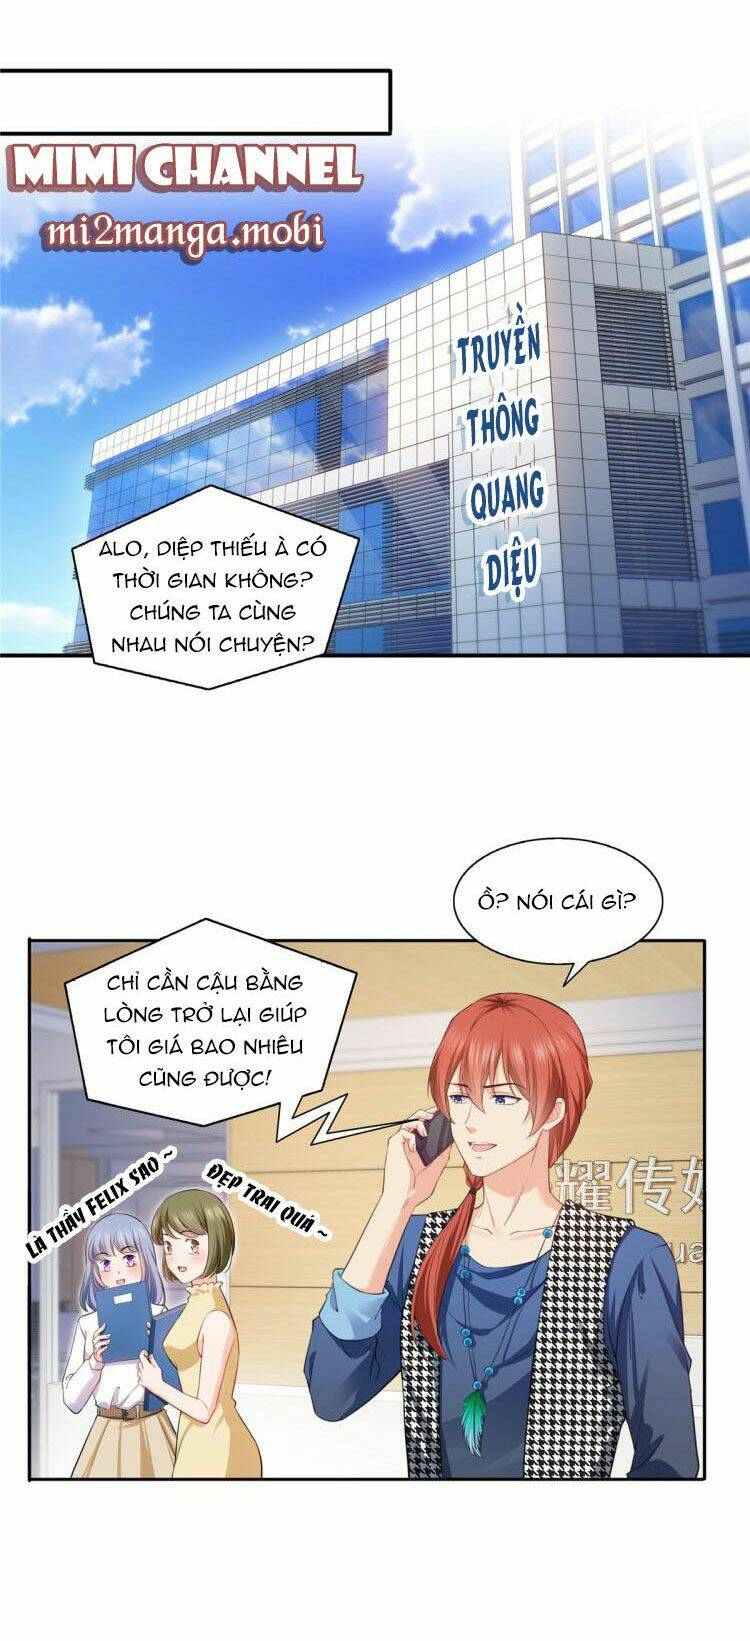 MIMI CHANNEL
mi2manga.mobi
TRUYỀN
THÔNG
QUANG
DIỆU
ALO, DIỆP THIẾU À CÓ
THỜI GIAN KHÔNG?
CHÚNG TA CÙNG
NHAU NÓI CHUYỆN?
Ồ? NÓI CÁI GÌ?
CHỈ CẦN CẬU BẰNG
LÒNG TRỞ LẠI GIÚP
TÔI GIÁ BAO NHIÊU
CŨNG ĐƯỢC!
LÀ THẦY FELIX SAO ~
ĐẸP TRAI QUÁ ~
耀传媒